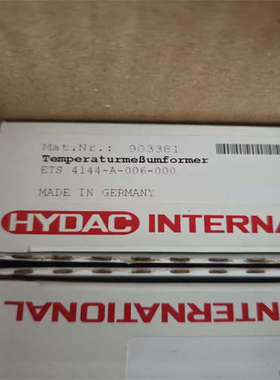 Mat.Nr.: 903381
Temperaturmeßumformer
ETS 4144-A-006-000
MADE IN GERMANY
HYDAC INTERNA
INTERNATIONAL